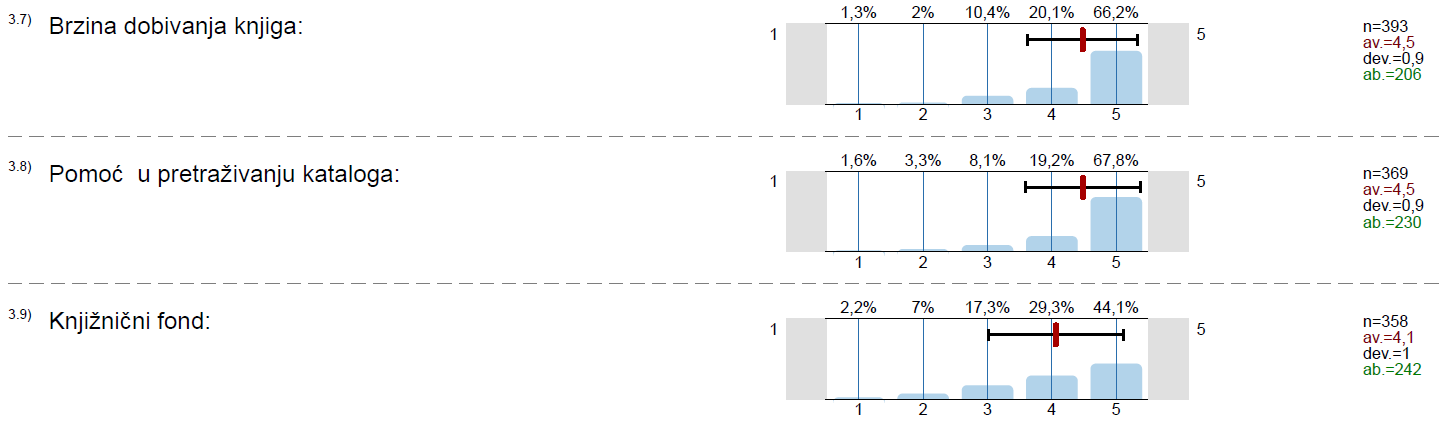 1,3% 2% 10,4% 20,1% 66,2%
3.7) Brzina dobivanja knjiga:
1 5
n=393
av.=4,5
dev.=0,9
ab.=206
1 2 3 4 5
1,6% 3,3% 8,1% 19,2% 67,8%
3.8) Pomoć  u pretraživanju kataloga:
1 5
n=369
av.=4,5
dev.=0,9
ab.=230
1 2 3 4 5
2,2% 7% 17,3% 29,3% 44,1%
3.9) Knjižnični fond:
1 5
n=358
av.=4,1
dev.=1
ab.=242
1 2 3 4 5